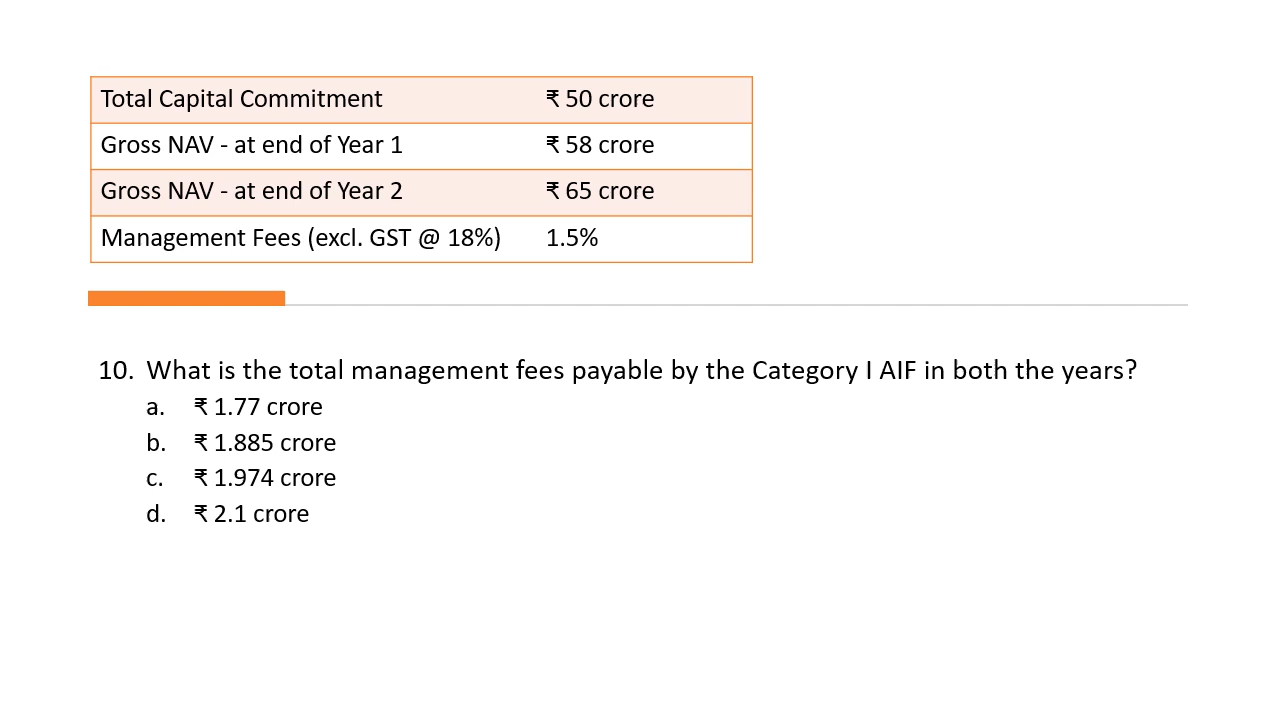 Total Capital Commitment ₹ 50 crore
Gross NAV - at end of Year 1 ₹ 58 crore
Gross NAV - at end of Year 2 ₹ 65 crore
Management Fees (excl. GST @ 18%) 1.5%
10. What is the total management fees payable by the Category I AIF in both the years?
a. ₹ 1.77 crore
b. ₹ 1.885 crore
c. ₹ 1.974 crore
d. ₹ 2.1 crore